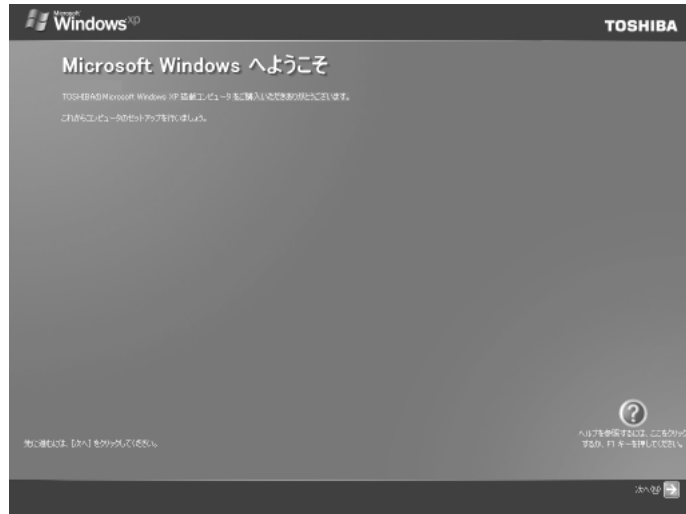 Microsoft
Windows xp
TOSHIBA
Microsoft Windows へようこそ
TOSHIBAのMicrosoft Windows XP 搭載コンピュータをご購入いただきありがとうございます。
これからコンピュータのセットアップを行いましょう。
先に進むには、[次へ] をクリックしてください。
ヘルプを参照するには、ここをクリック
するか、F1 キーを押してください。
次へ(N)